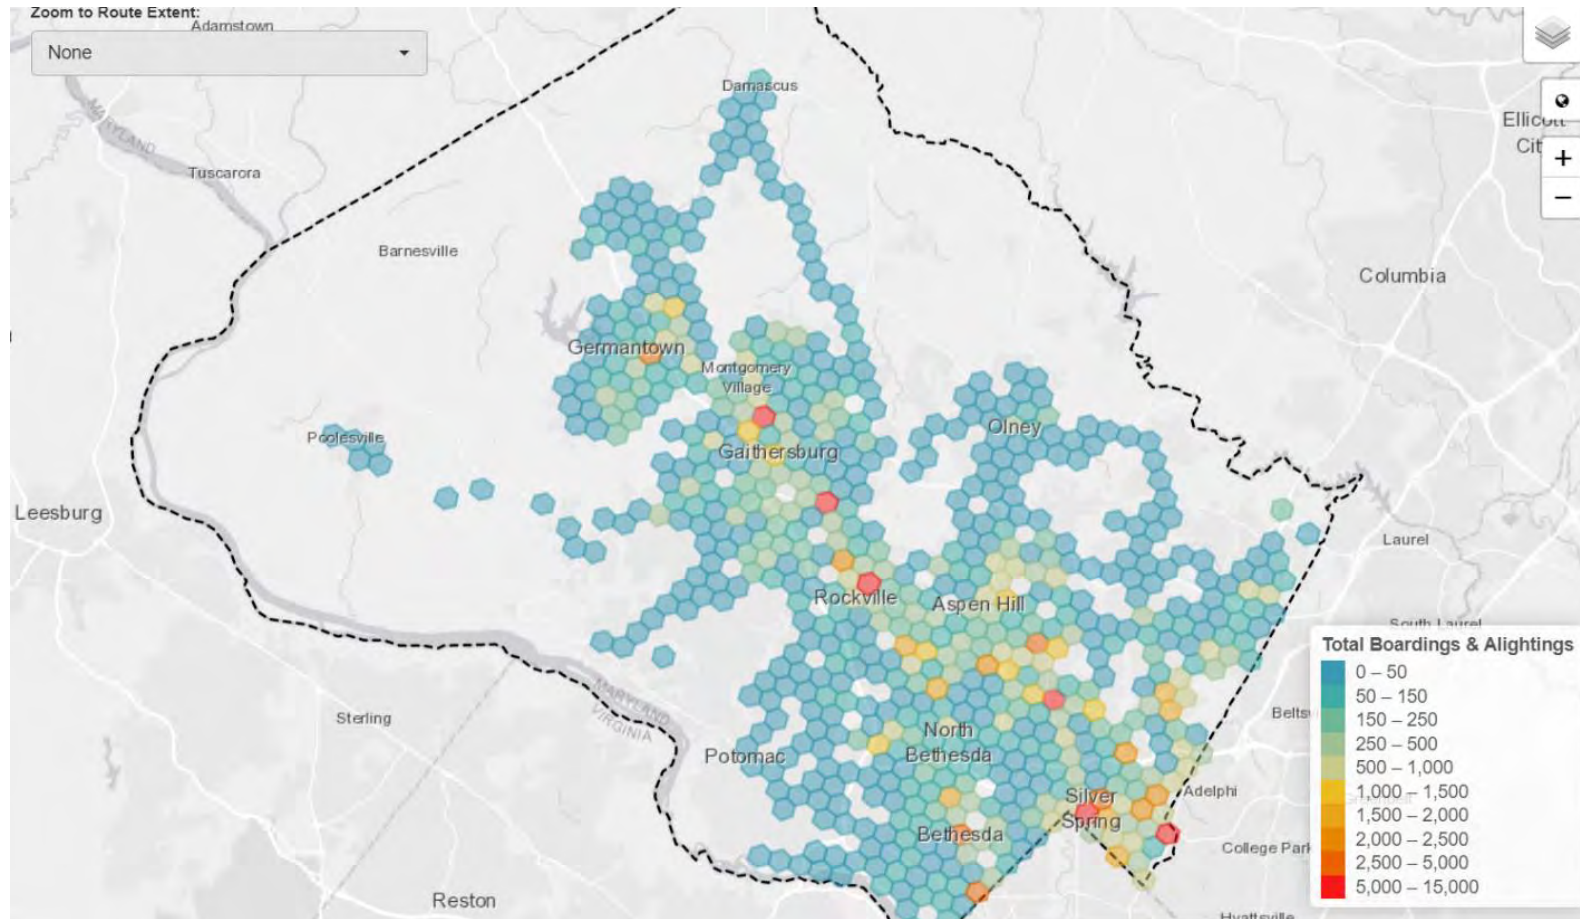 Zoom to Route Extent:
None
Adamstown
MARYLAND
Tuscarora
Barnesville
Damascus
Ellicott
+
−
Columbia
Germantown
Montgomery
Village
Poolesville
Gaithersburg
Olney
Leesburg
Laurel
Rockville
Aspen Hill
South Laurel
MARYLAND
VIRGINIA
Sterling
Potomac
North
Bethesda
Silver
Spring
Adelphi
Bethesda
College Park
Reston
Hyattsville
Total Boardings & Alightings
0 – 50
50 – 150
150 – 250
250 – 500
500 – 1,000
1,000 – 1,500
1,500 – 2,000
2,000 – 2,500
2,500 – 5,000
5,000 – 15,000